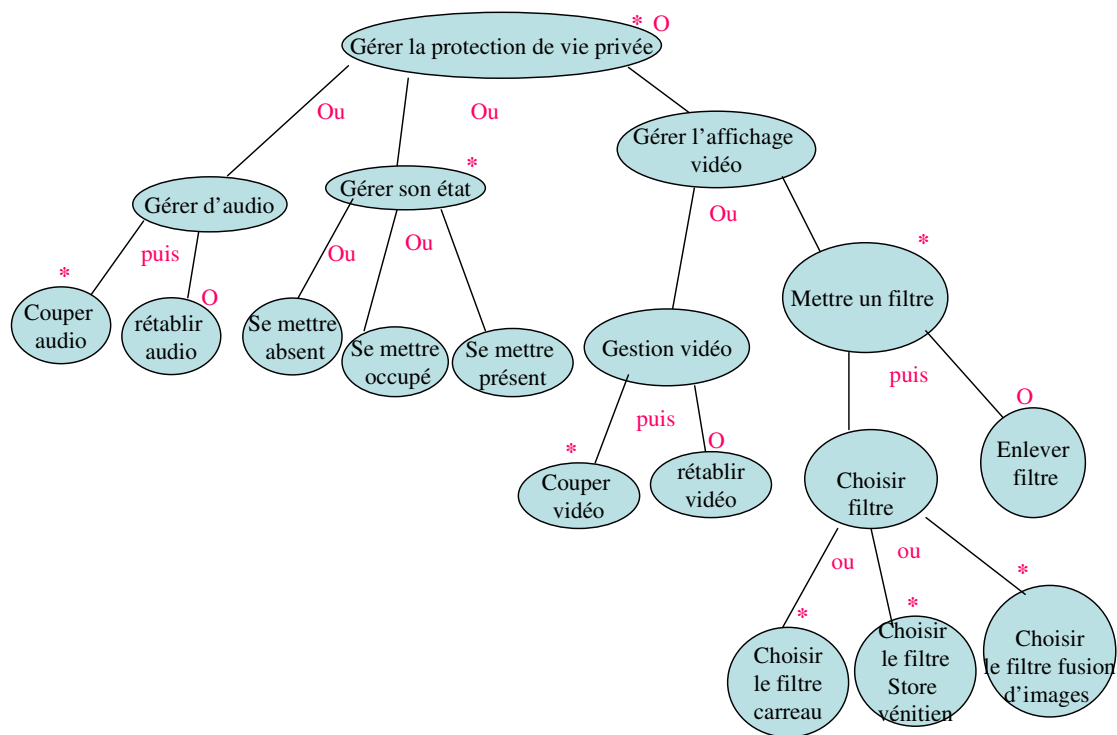 * O
Gérer la protection de vie privée
Ou
Ou
Gérer l’affichage
vidéo
*
Gérer son état
Gérer d’audio
Ou
puis
Ou
Ou
*
*
O
Couper
audio
rétablir
audio
Se mettre
absent
Se mettre
occupé
Se mettre
présent
Gestion vidéo
Mettre un filtre
puis
puis
O
*
O
Couper
vidéo
rétablir
vidéo
Choisir
filtre
Enlever
filtre
ou
ou
*
*
*
Choisir
le filtre
carreau
Choisir
le filtre
Store
vénitien
Choisir
le filtre fusion
d’images